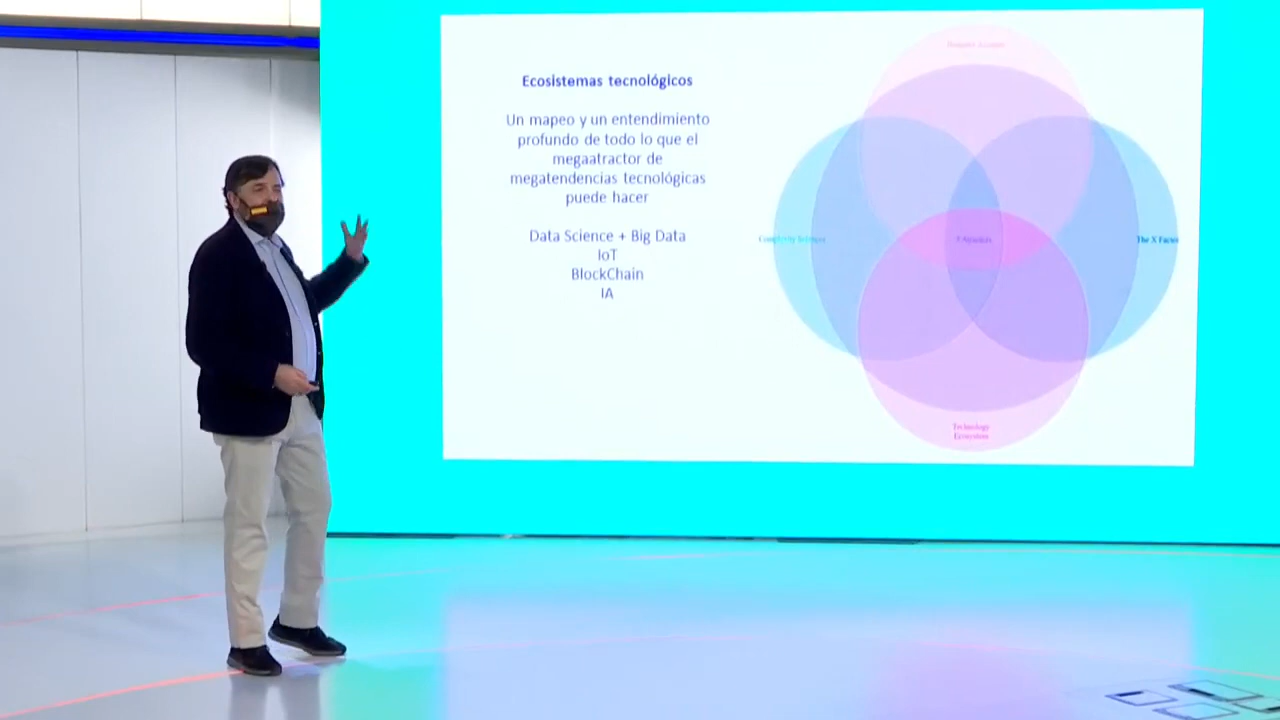 Ecosistemas tecnológicos
Un mapeo y un entendimiento
profundo de todo lo que el
megaatractor de
megatendencias tecnológicas
puede hacer
Data Science + Big Data
IoT
BlockChain
IA
Complexity Sciences
The X Factor
Technology
Ecosystem